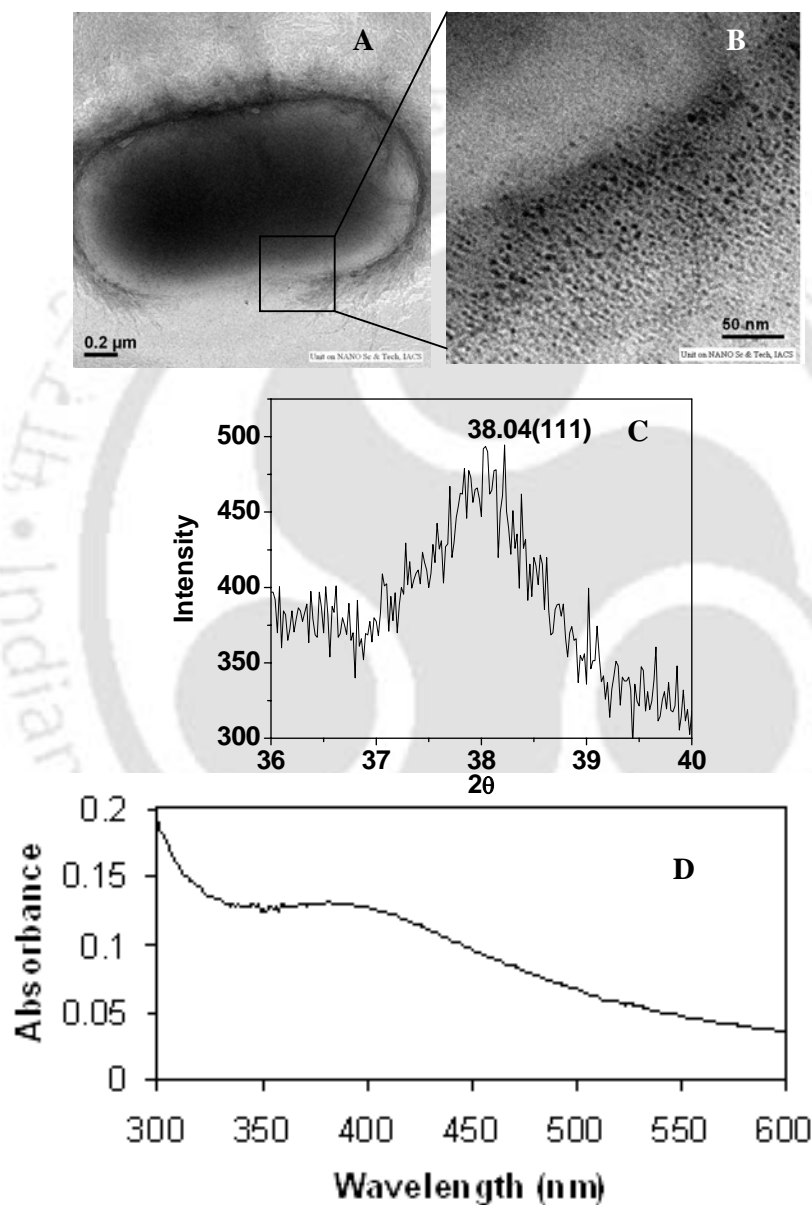 A
0.2 µm
Unit on NANO Sc & Tech, IACS
B
50 nm
Unit on NANO Sc & Tech, IACS
38.04(111)
C
500
450
400
350
300
Intensity
36 37 38 39 40
2θ
D
0.2
0.15
0.1
0.05
0
Absorbance
300 350 400 450 500 550 600
Wavelength (nm)
Indian